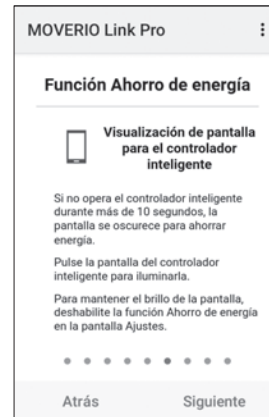 MOVERIO Link Pro
Función Ahorro de energía
Visualización de pantalla
para el controlador
inteligente
Si no opera el controlador inteligente
durante más de 10 segundos, la
pantalla se oscurece para ahorrar
energía.
Pulse la pantalla del controlador
inteligente para iluminarla.
Para mantener el brillo de la pantalla,
deshabilite la función Ahorro de energía
en la pantalla Ajustes.
Atrás Siguiente